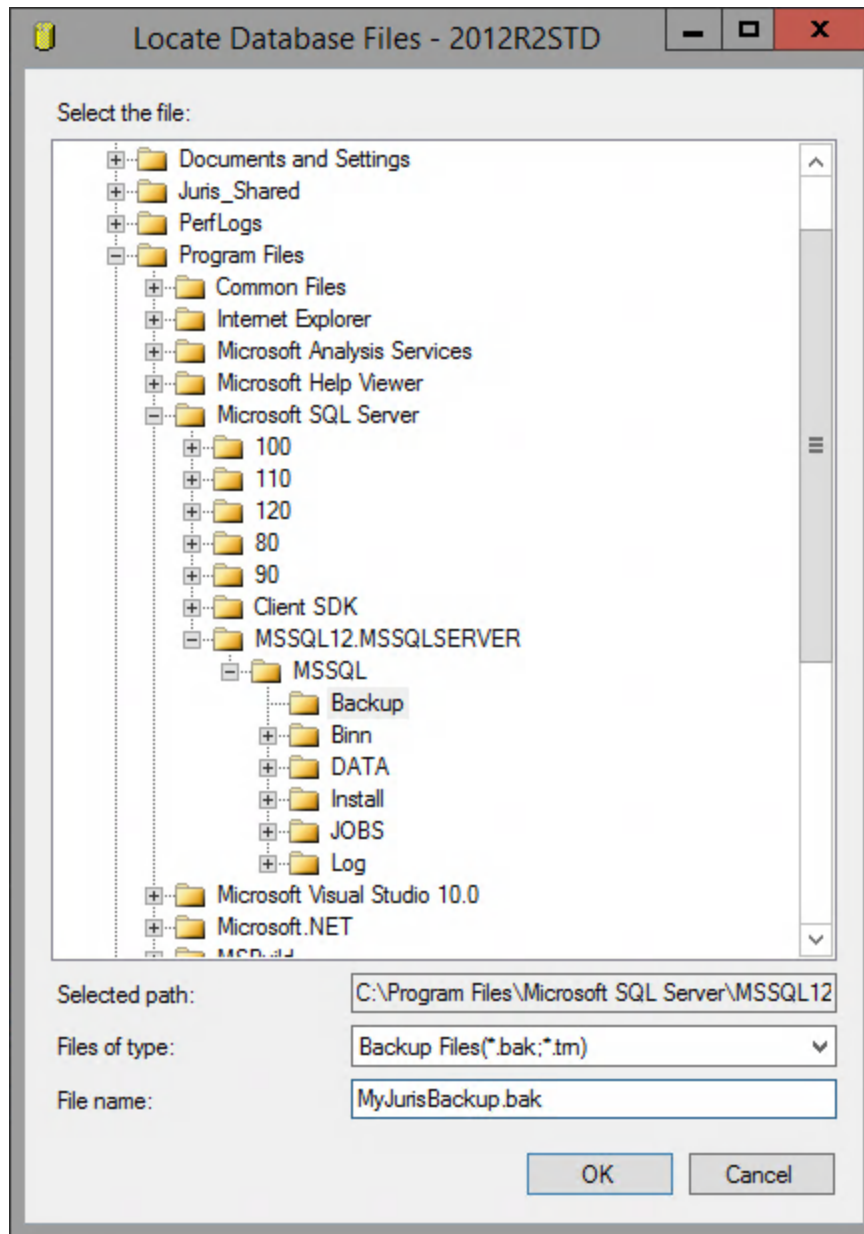 Locate Database Files - 2012R2STD
Select the file:
Documents and Settings
Juris_Shared
PerfLogs
Program Files
Common Files
Internet Explorer
Microsoft Analysis Services
Microsoft Help Viewer
Microsoft SQL Server
100
110
120
80
90
Client SDK
MSSQL12.MSSQLSERVER
MSSQL
Backup
Binn
DATA
Install
JOBS
Log
Microsoft Visual Studio 10.0
Microsoft.NET
MSBuild
Selected path: C:\Program Files\Microsoft SQL Server\MSSQL12
Files of type: Backup Files(*.bak;*.trn)
File name: MyJurisBackup.bak
OK Cancel